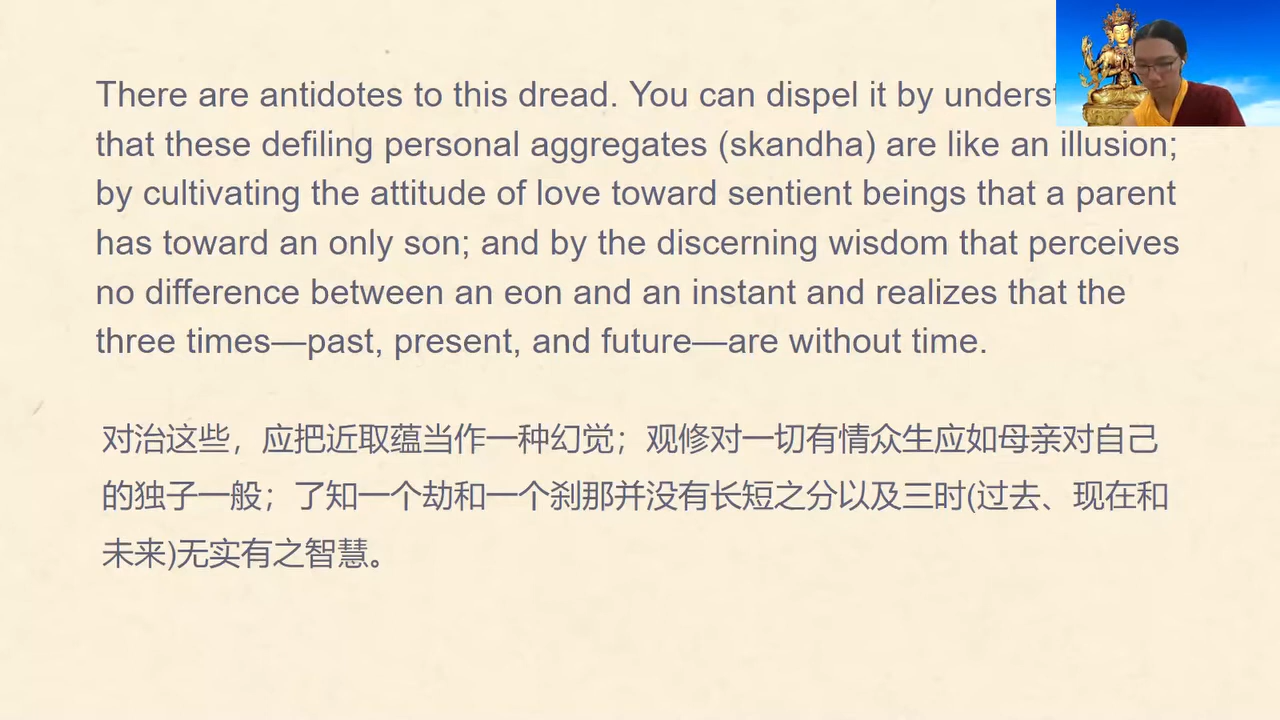 There are antidotes to this dread. You can dispel it by
that these defiling personal aggregates (skandha) are like an illusion;
by cultivating the attitude of love toward sentient beings that a parent
has toward an only son; and by the discerning wisdom that perceives
no difference between an eon and an instant and realizes that the
three times—past, present, and future—are without time.
对治这些，应把近取蕴当作一种幻觉；观修对一切有情众生应如母亲对自己
的独子一般；了知一个劫和一个刹那并没有长短之分以及三时(过去、现在和
未来)无实有之智慧。